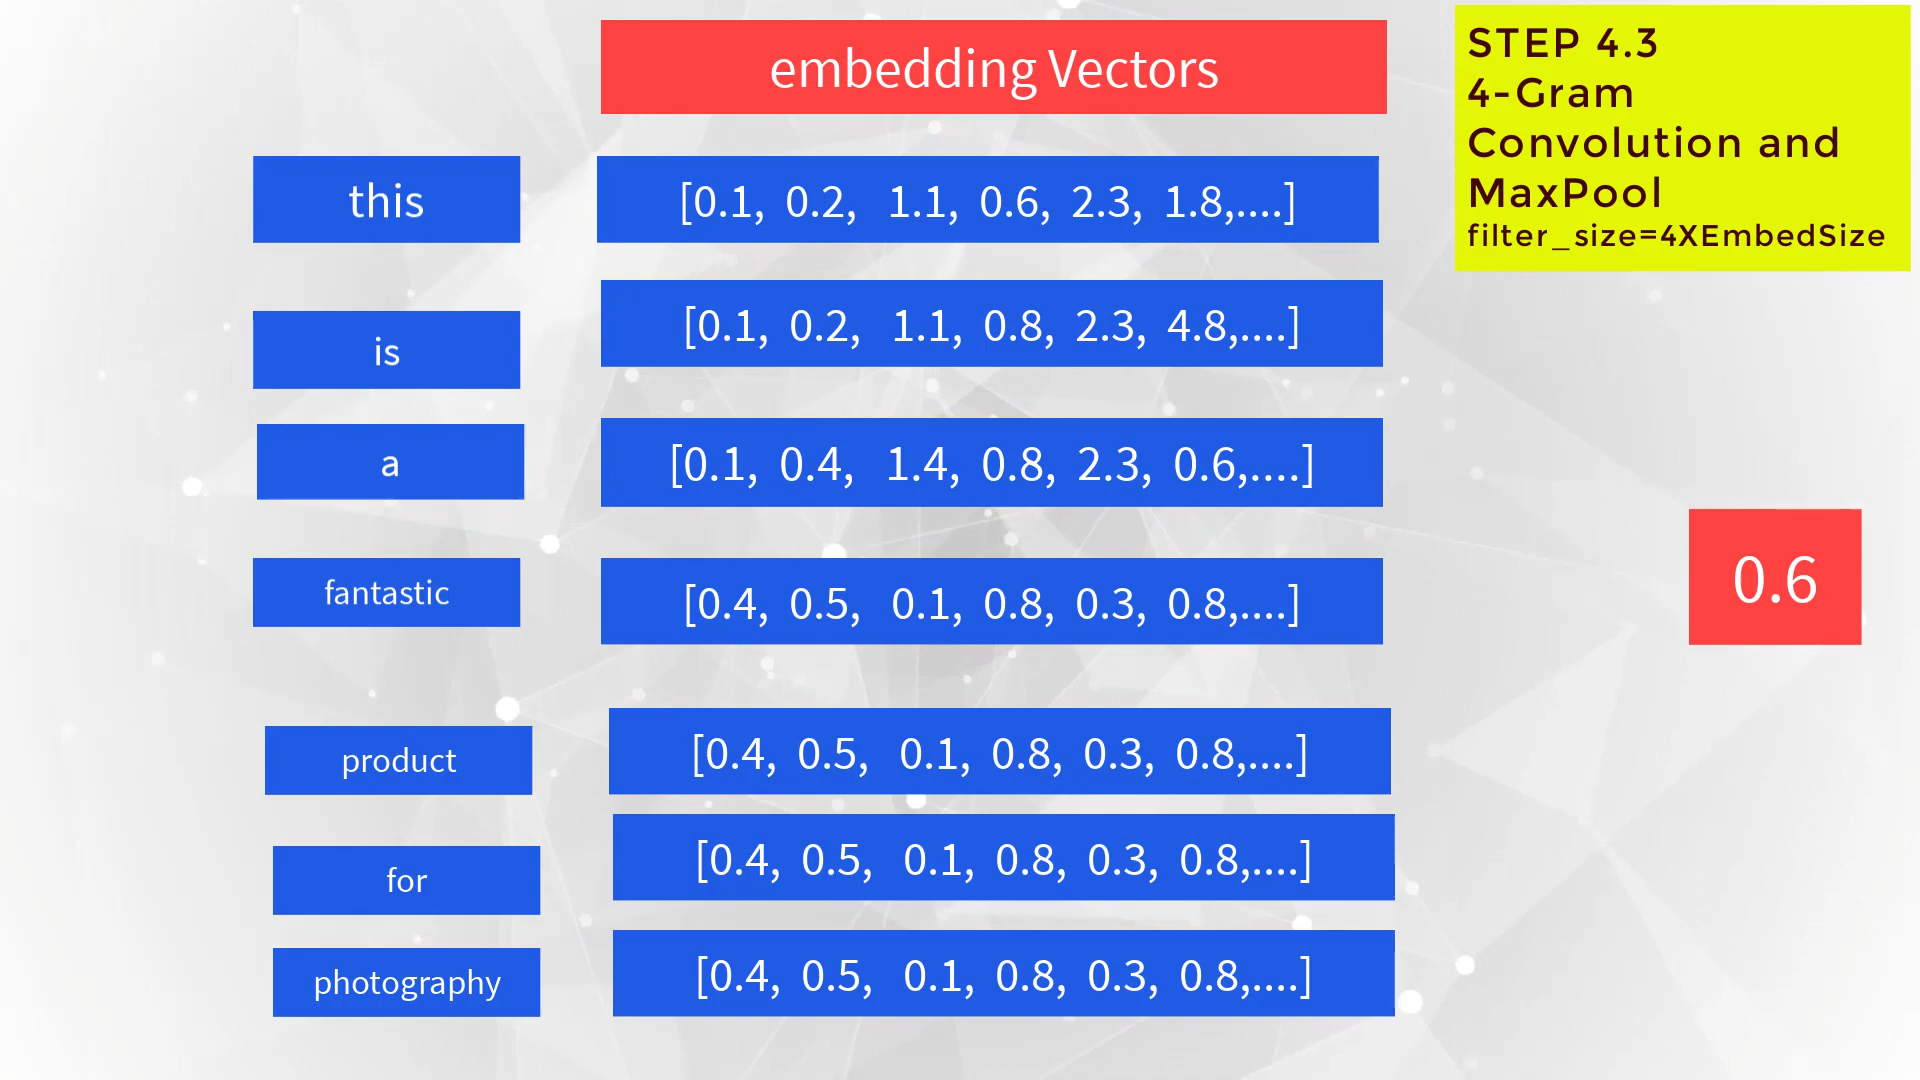 embedding Vectors
STEP 4.3
4-Gram
Convolution and
MaxPool
filter_size=4XEmbedSize
this
[0.1, 0.2, 1.1, 0.6, 2.3, 1.8,....]
is
[0.1, 0.2, 1.1, 0.8, 2.3, 4.8,....]
a
[0.1, 0.4, 1.4, 0.8, 2.3, 0.6,....]
fantastic
[0.4, 0.5, 0.1, 0.8, 0.3, 0.8,....]
0.6
product
[0.4, 0.5, 0.1, 0.8, 0.3, 0.8,....]
for
[0.4, 0.5, 0.1, 0.8, 0.3, 0.8,....]
photography
[0.4, 0.5, 0.1, 0.8, 0.3, 0.8,....]